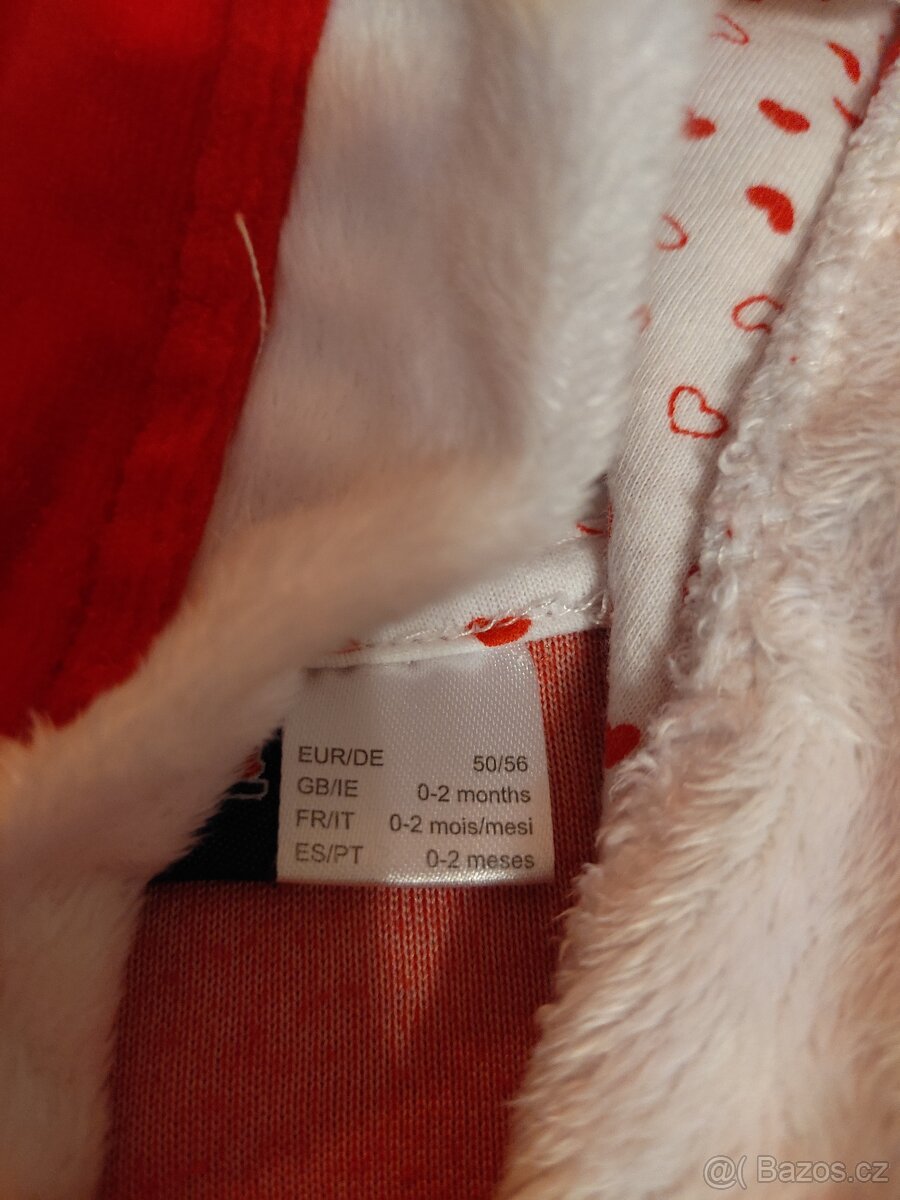 EUR/DE 50/56
GB/IE 0-2 months
FR/IT 0-2 mois/mesi
ES/PT 0-2 meses
@( Bazos.cz